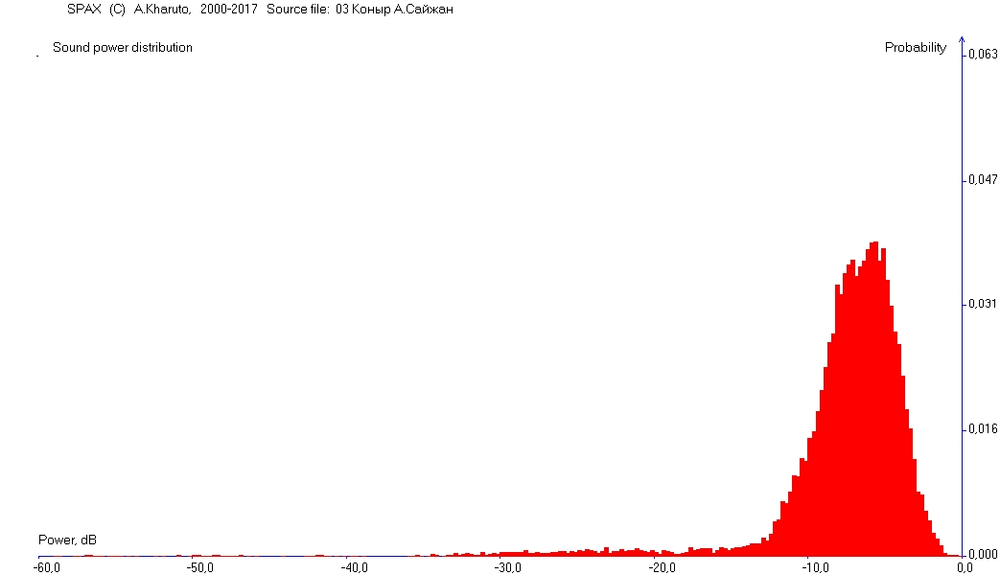 SPAX (C) A.Kharuto, 2000-2017 Source file: 03 Коныр А.Сайжан
Sound power distribution
Probability
0,063
0,047
0,031
0,016
Power, dB
0,000
-60,0 -50,0 -40,0 -30,0 -20,0 -10,0 0,0